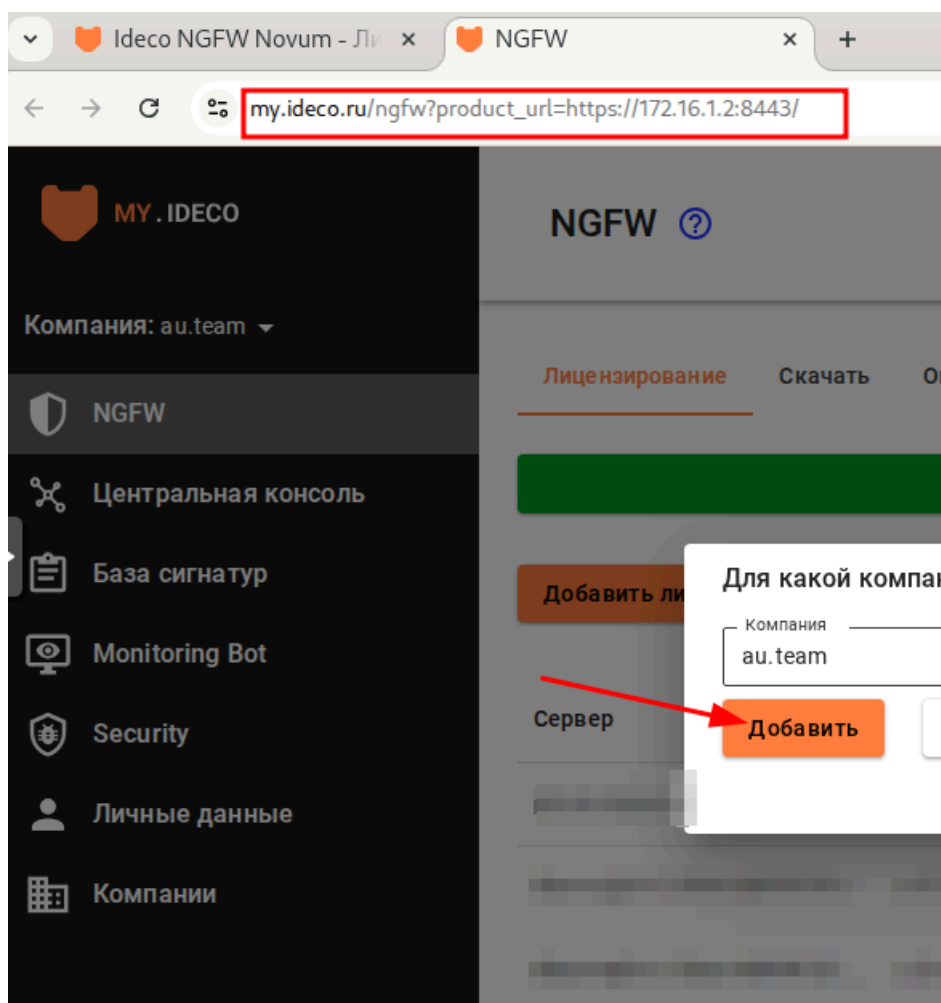 Ideco NGFW Novum - Ли
NGFW
my.ideco.ru/ngfw?product_url=https://172.16.1.2:8443/
MY.IDECO
NGFW
Компания: au.team
Лицензирование Скачать
NGFW
Центральная консоль
База сигнатур
Добавить ли
Для какой компан
Компания
au.team
Monitoring Bot
Сервер
Добавить
Security
Личные данные
Компании